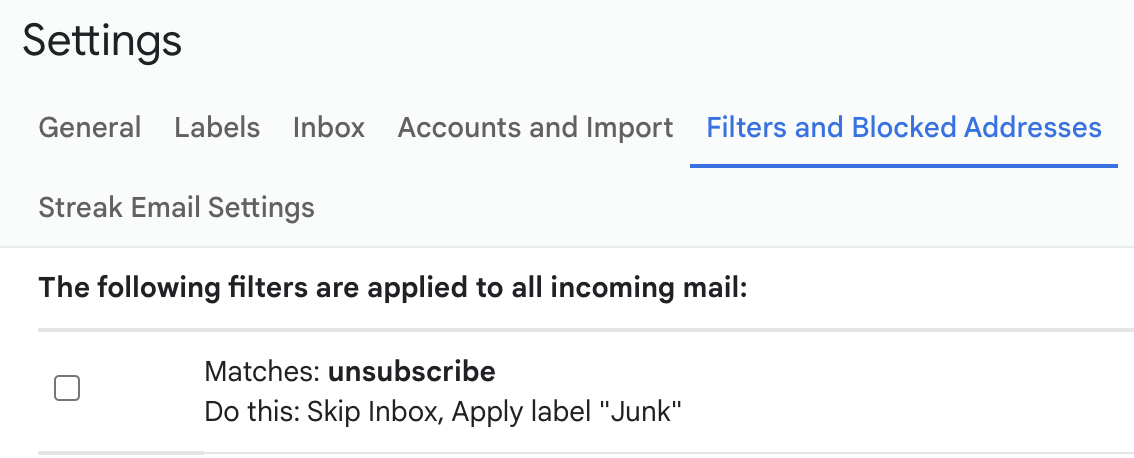 Settings
General Labels Inbox Accounts and Import Filters and Blocked Addresses
Streak Email Settings
The following filters are applied to all incoming mail:
Matches: unsubscribe
Do this: Skip Inbox, Apply label "Junk"